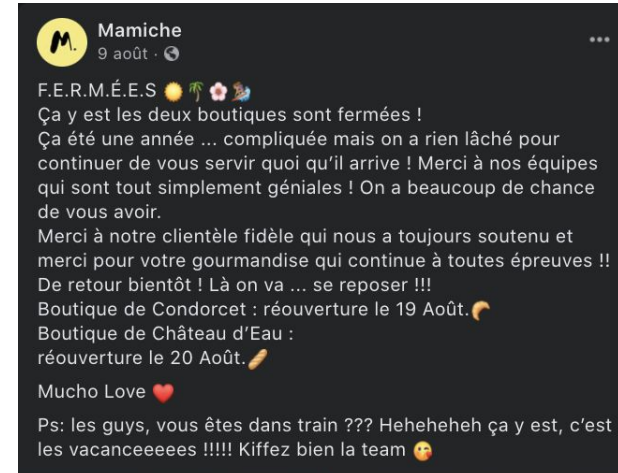 M.
Mamiche
9 août ·
F.E.R.M.É.E.S ☀️🌴🌸🏄
Ça y est les deux boutiques sont fermées !
Ça été une année ... compliquée mais on a rien lâché pour
continuer de vous servir quoi qu'il arrive ! Merci à nos équipes
qui sont tout simplement géniales ! On a beaucoup de chance
de vous avoir.
Merci à notre clientèle fidèle qui nous a toujours soutenu et
merci pour votre gourmandise qui continue à toutes épreuves !!
De retour bientôt ! Là on va ... se reposer !!!
Boutique de Condorcet : réouverture le 19 Août.🥐
Boutique de Château d'Eau :
réouverture le 20 Août.🥖
Mucho Love ❤️
Ps: les guys, vous êtes dans train ??? Heheheheh ça y est, c'est
les vacanceeeees !!!!! Kiffez bien la team 😘